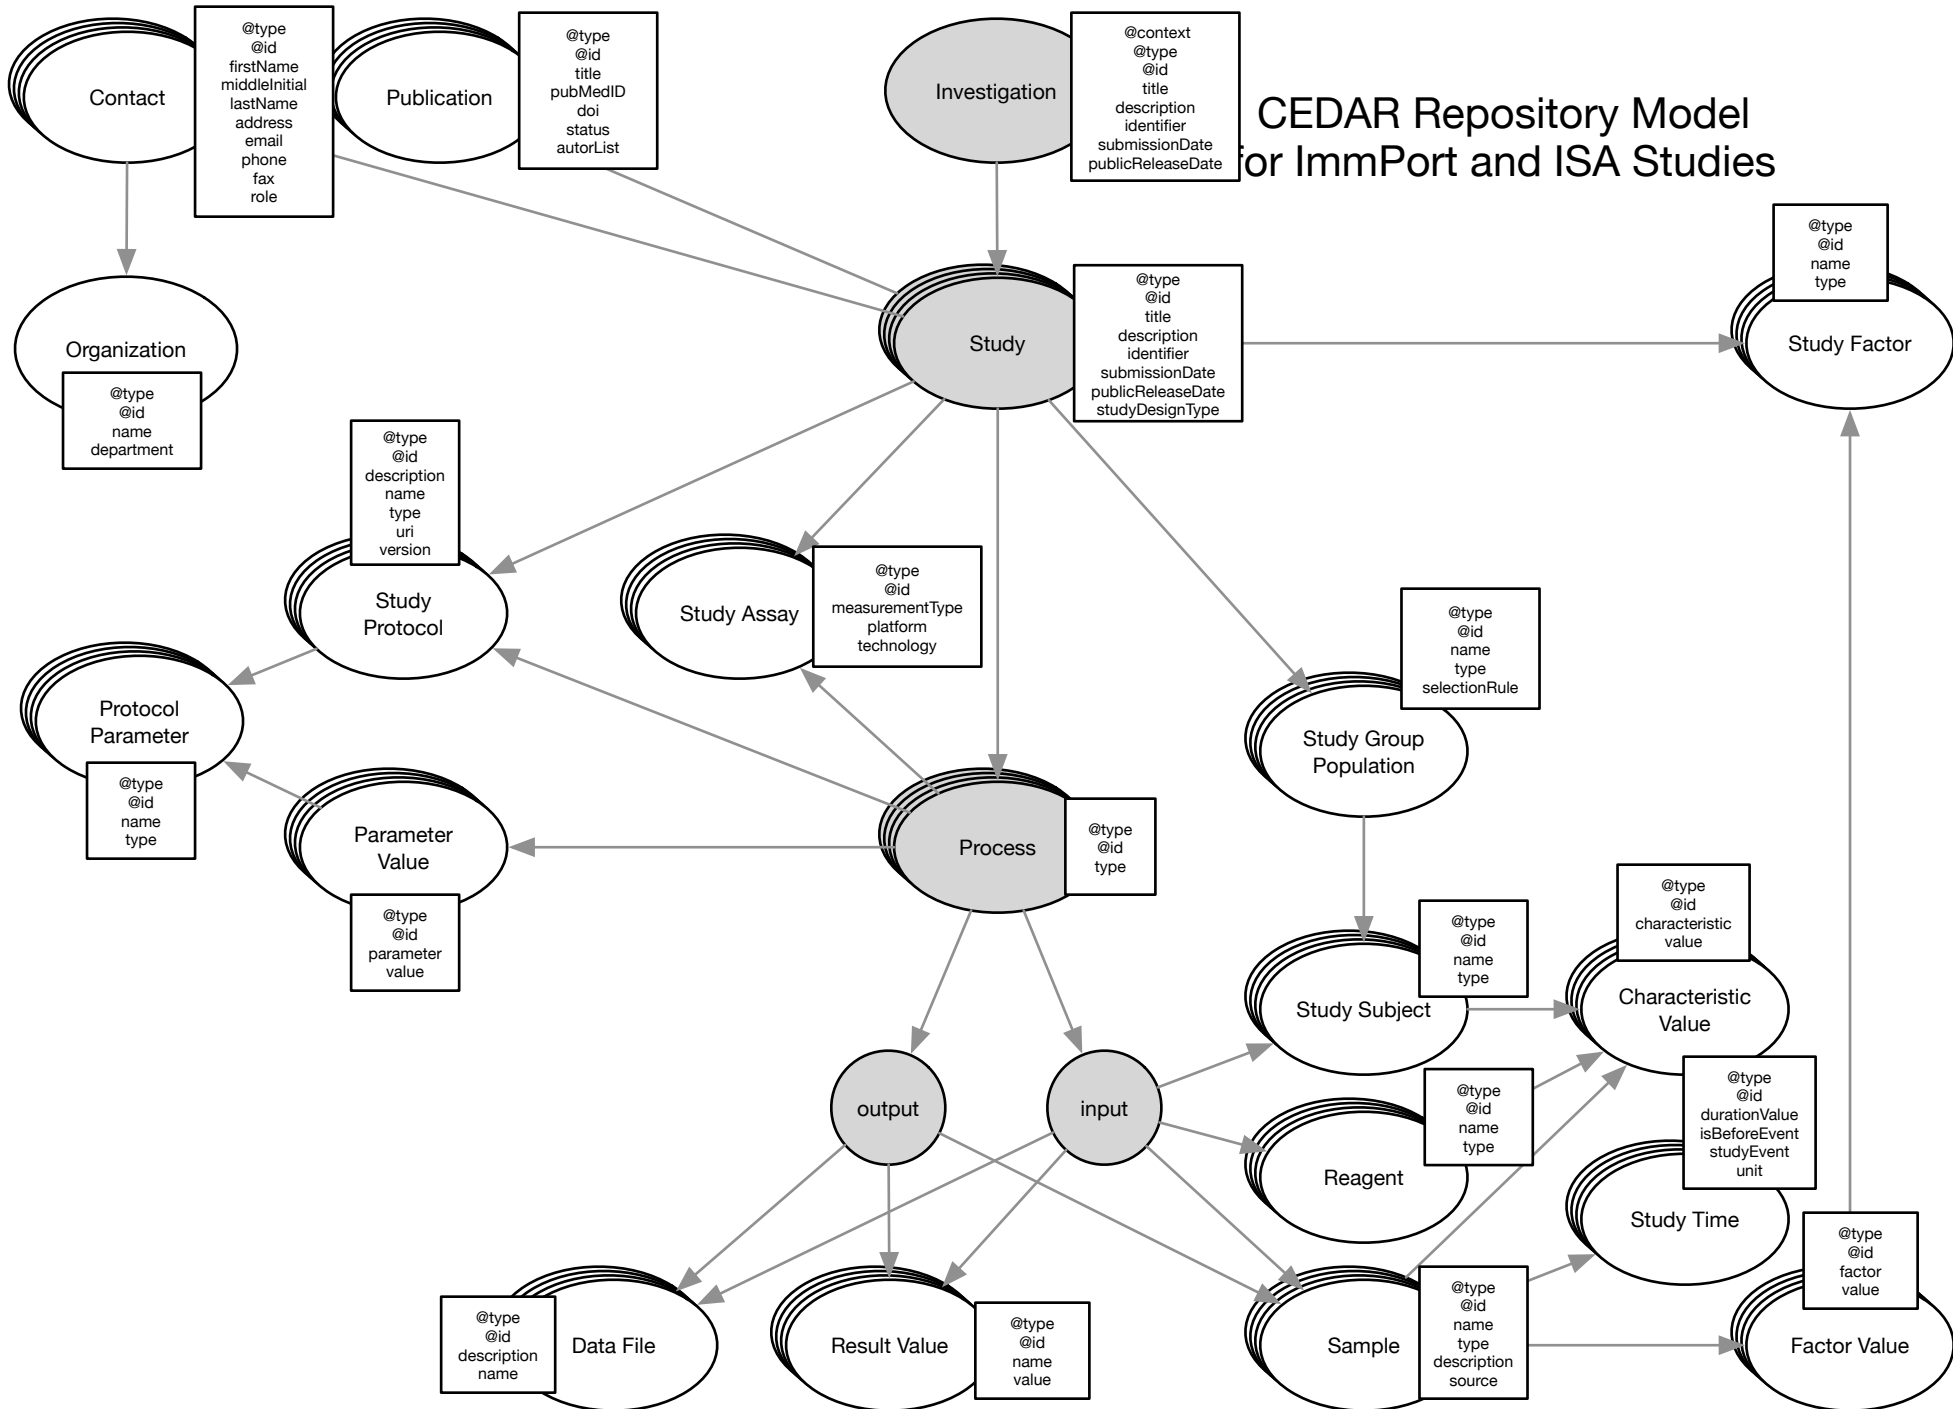 @type
@id
firstName
middleInitial
lastName
address
email
phone
fax
role
Contact
@type
@id
title
pubMedID
doi
status
autorList
Publication
@context
@type
@id
title
description
identifier
submissionDate
publicReleaseDate
Investigation
CEDAR Repository Model
for ImmPort and ISA Studies
@type
@id
name
type
Study Factor
@type
@id
title
description
identifier
submissionDate
publicReleaseDate
studyDesignType
Study
Organization
@type
@id
name
department
@type
@id
description
name
type
uri
version
Study
Protocol
@type
@id
measurementType
platform
technology
Study Assay
@type
@id
name
type
selectionRule
Study Group
Population
Protocol
Parameter
@type
@id
name
type
Parameter
Value
@type
@id
parameter
value
Process
@type
@id
type
@type
@id
characteristic
value
Characteristic
Value
@type
@id
name
type
Study Subject
output
input
@type
@id
name
type
Reagent
@type
@id
durationValue
isBeforeEvent
studyEvent
unit
Study Time
@type
@id
factor
value
Factor Value
@type
@id
description
name
Data File
Result Value
@type
@id
name
value
Sample
@type
@id
name
type
description
source